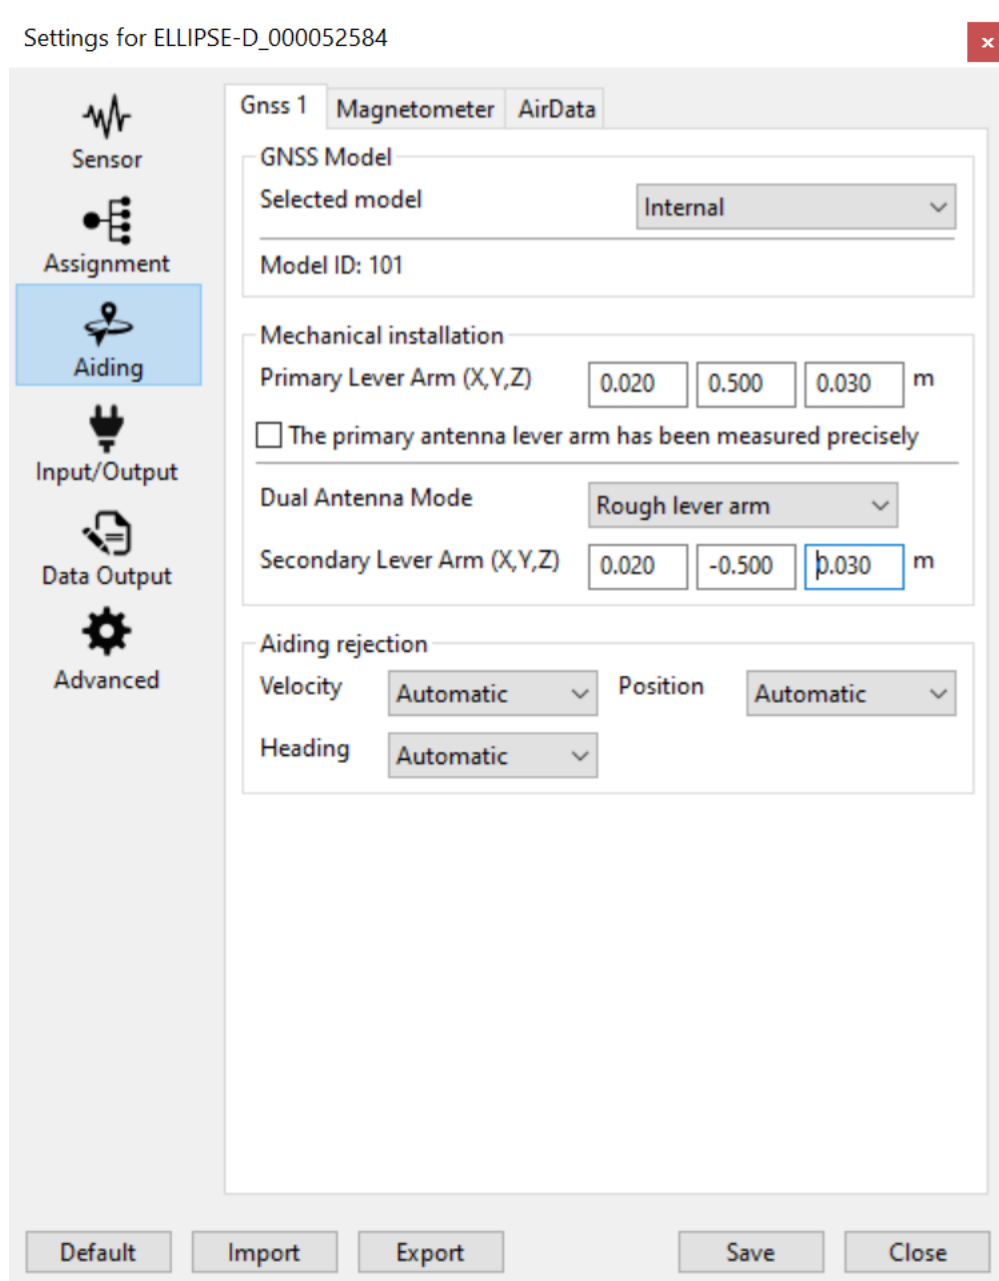 Settings for ELLIPSE-D_000052584
x
Sensor
Assignment
Aiding
Input/Output
Data Output
Advanced
Gnss 1 Magnetometer AirData
GNSS Model
Selected model Internal
Model ID: 101
Mechanical installation
Primary Lever Arm (X,Y,Z) 0.020 0.500 0.030 m
The primary antenna lever arm has been measured precisely
Dual Antenna Mode Rough lever arm
Secondary Lever Arm (X,Y,Z) 0.020 -0.500 0.030 m
Aiding rejection
Velocity Automatic Position Automatic
Heading Automatic
Default Import Export Save Close